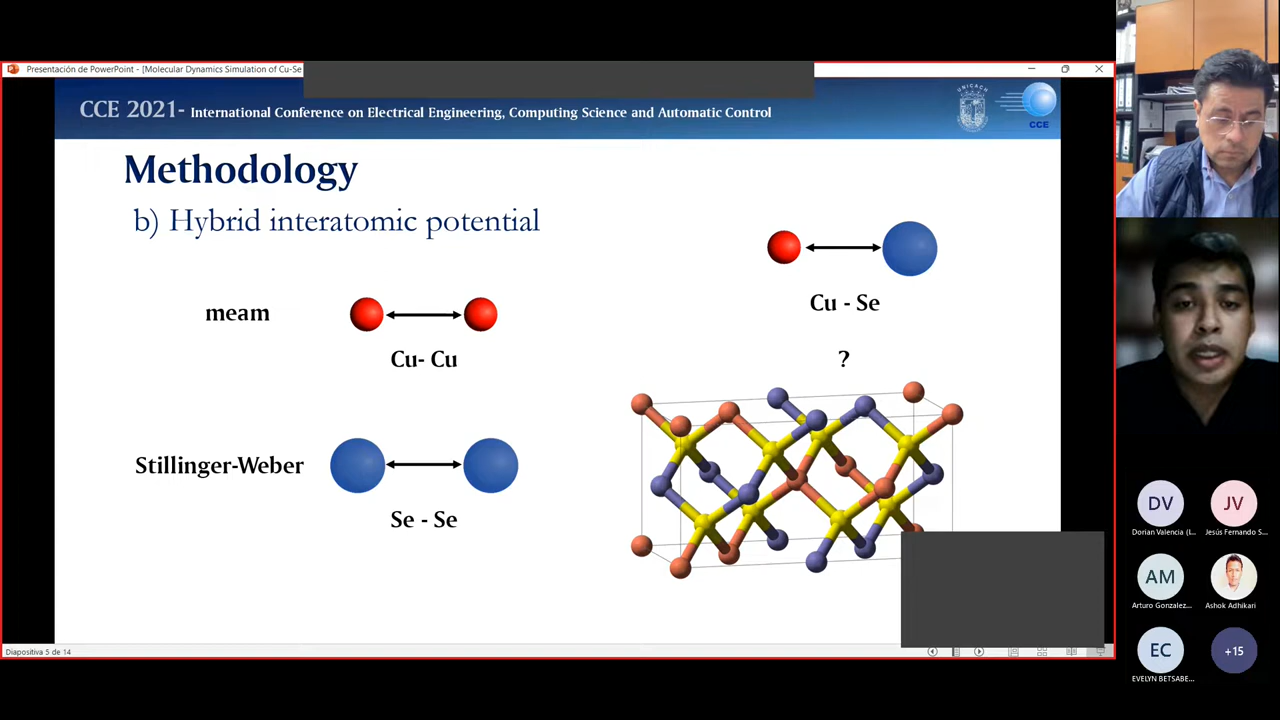 Presentación de PowerPoint - [Molecular Dynamics Simulation of Cu-Se
CCE 2021- International Conference on Electrical Engineering, Computing Science and Automatic Control
UNICACH
CCE
Methodology
b) Hybrid interatomic potential
meam
Cu- Cu
Cu - Se
?
Stillinger-Weber
Se - Se
Diapositiva 5 de 14
DV
JV
Dorian Valencia (I...
Jesús Fernando S...
AM
Arturo Gonzalez...
Ashok Adhikari
EC
+15
EVELYN BETSABE...